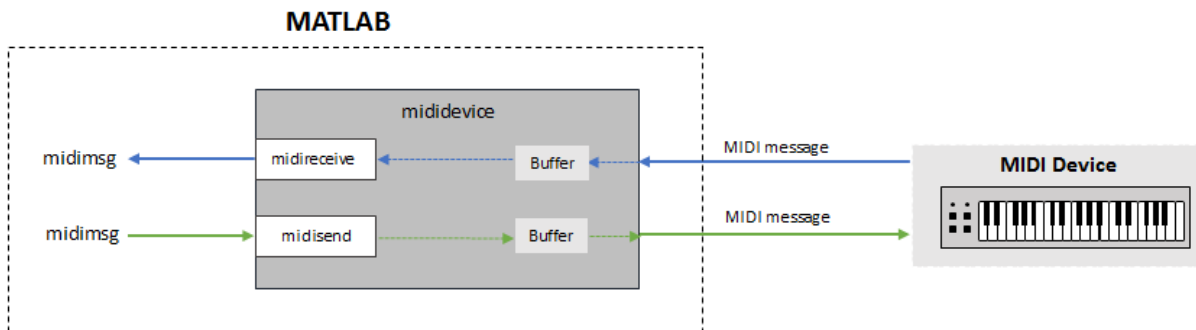 MATLAB
mididevice
midimsg
midireceive
Buffer
MIDI message
MIDI Device
midimsg
midisend
Buffer
MIDI message